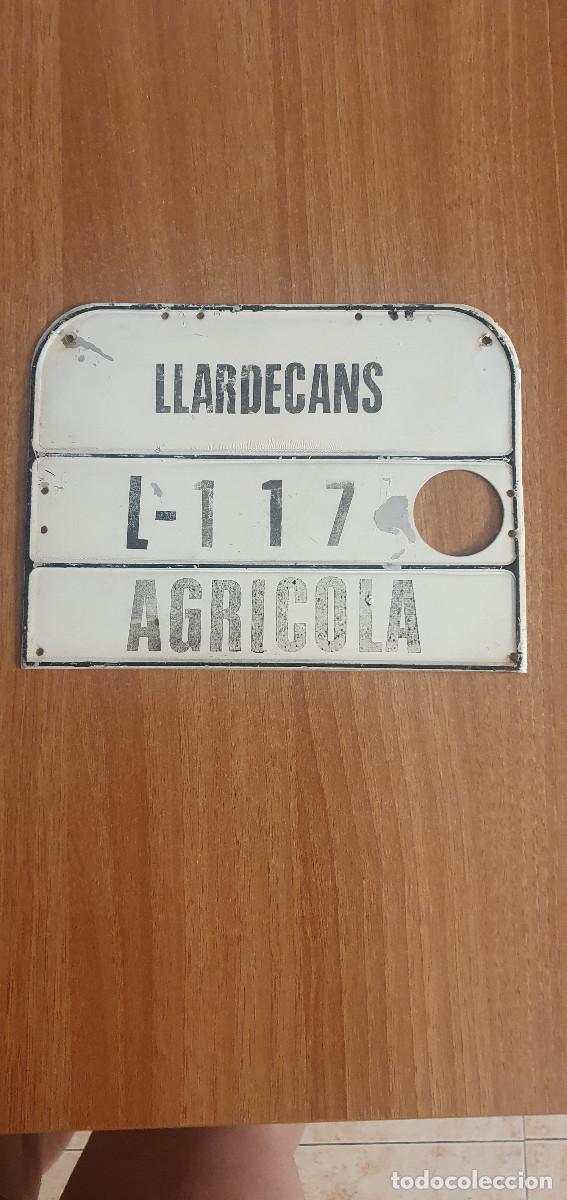 LLARDECANS
L-117
AGRICOLA
todocoleccion